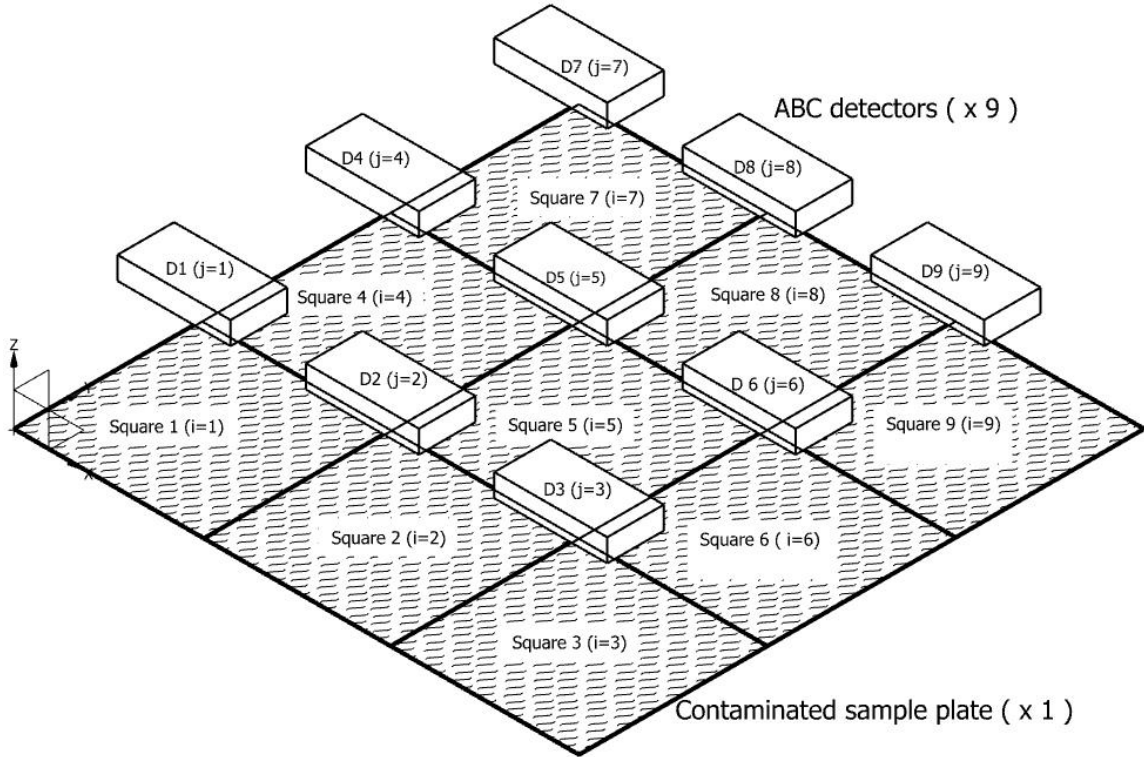 D7 (j=7)
ABC detectors ( x 9 )
D4 (j=4)
D8 (j=8)
Square 7 (i=7)
D1 (j=1)
D5 (j=5)
D9 (j=9)
Square 4 (i=4)
Square 8 (i=8)
Z
D2 (j=2)
D 6 (j=6)
Square 1 (i=1)
Square 5 (i=5)
Square 9 (i=9)
X
D3 (j=3)
Square 2 (i=2)
Square 6 ( i=6)
Square 3 (i=3)
Contaminated sample plate ( x 1 )